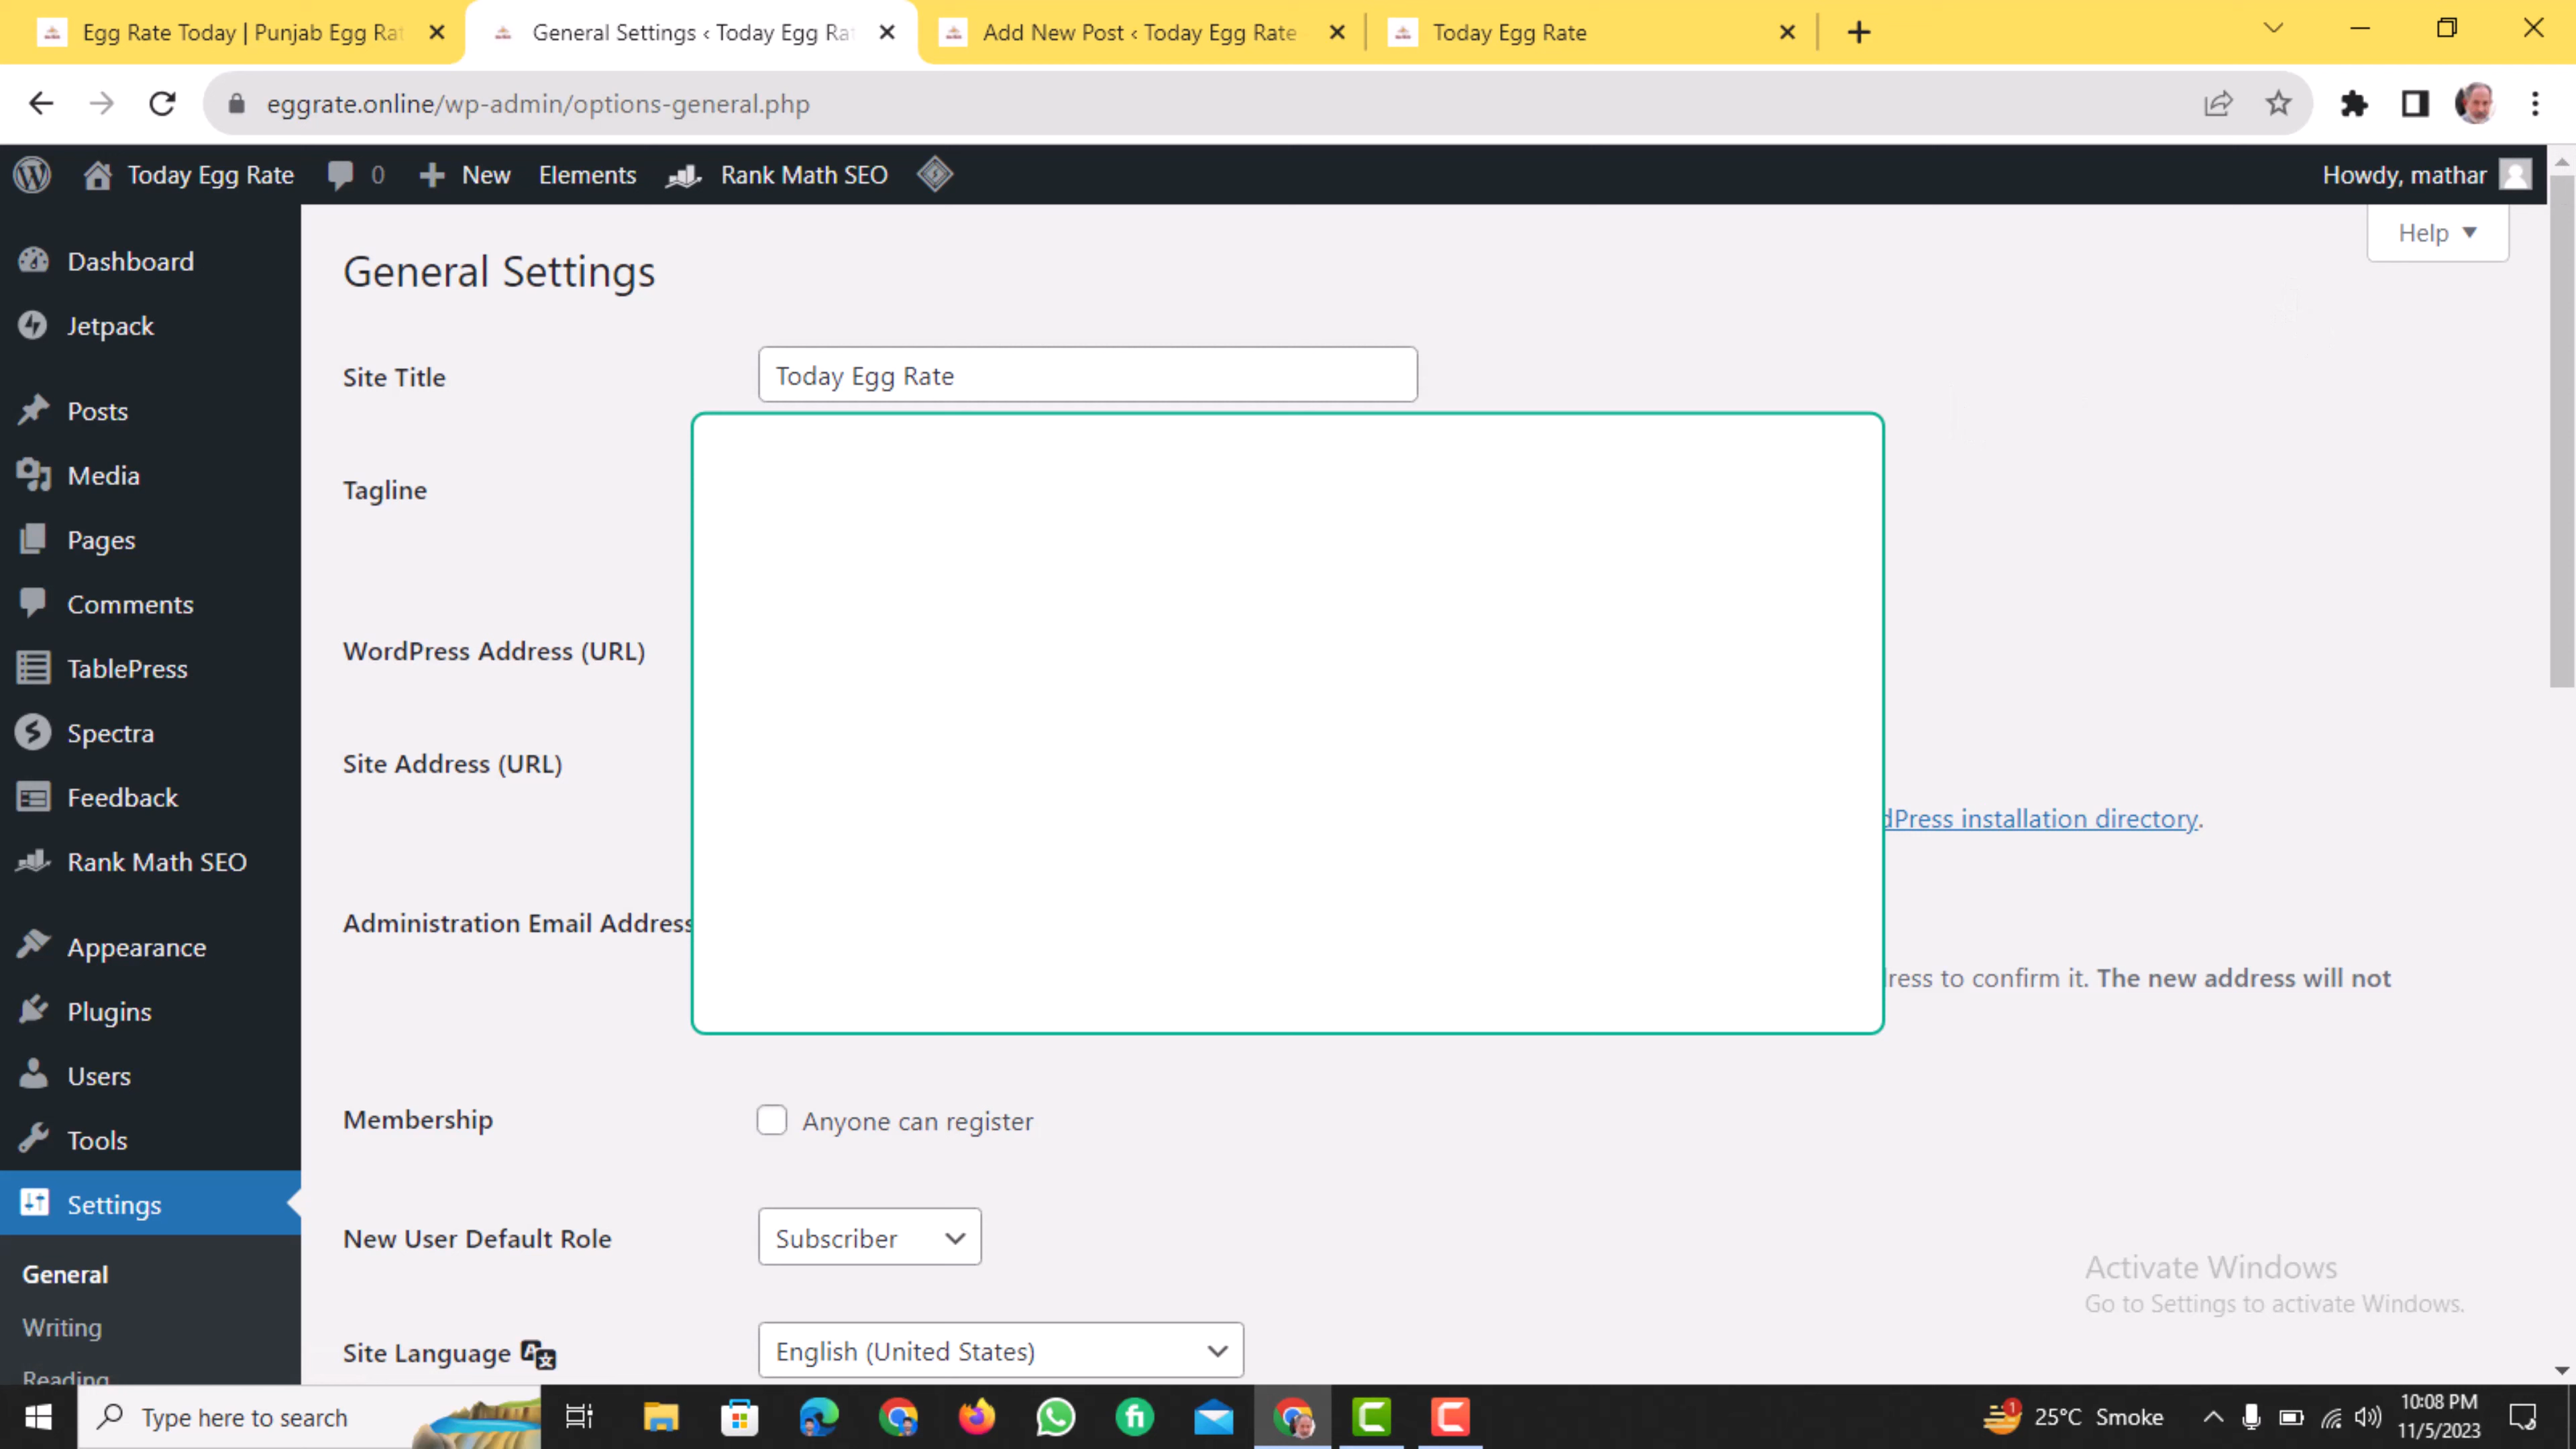 Egg Rate Today | Punjab Egg Rat
General Settings ‹ Today Egg Rat
Add New Post ‹ Today Egg Rate
Today Egg Rate
eggrate.online/wp-admin/options-general.php
Today Egg Rate
0
New
Elements
Rank Math SEO
Howdy, mathar
Help
Dashboard
Jetpack
Posts
Media
Pages
Comments
TablePress
Spectra
Feedback
Rank Math SEO
Appearance
Plugins
Users
Tools
Settings
General
Writing
Reading
General Settings
Site Title
Today Egg Rate
Tagline
WordPress Address (URL)
Site Address (URL)
dPress installation directory.
Administration Email Address
ress to confirm it. The new address will not
Membership
Anyone can register
New User Default Role
Subscriber
Site Language
English (United States)
Activate Windows
Go to Settings to activate Windows.
Type here to search
1
25°C Smoke
10:08 PM
11/5/2023